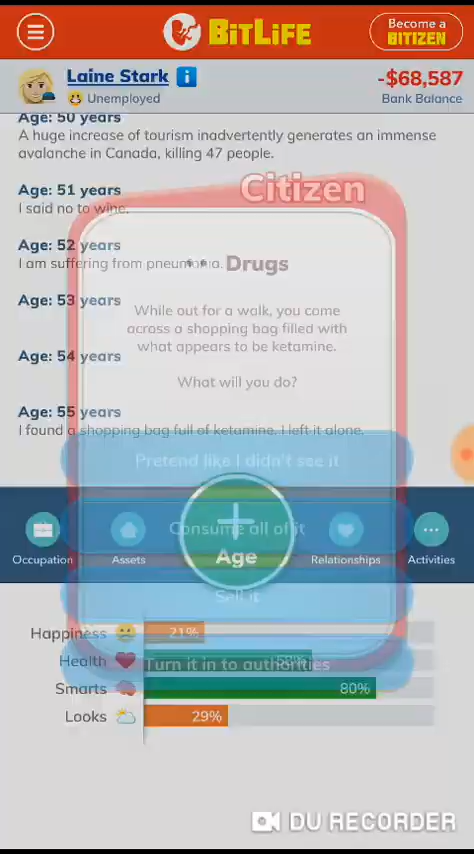 Become a
BitLife
BITIZEN
Laine Stark i
-$68,587
Unemployed
Bank Balance
Age: 50 years
A huge increase of tourism inadvertently generates an immense
avalanche in Canada, killing 47 people.
Age: 51 years
Citizen
I said no to wine.
Age: 52 years
I am suffering from pneumonia.
Drugs
Age: 53 years
While out for a walk, you come
across a shopping bag filled with
what appears to be ketamine.
Age: 54 years
What will you do?
Age: 55 years
I found a shopping bag full of ketamine. I left it alone.
Pretend like I didn't see it
Consume all of it
Occupation
Assets
Age
Relationships
Activities
Sell it
Happiness
21%
Health
Turn it in to authorities
Smarts
80%
Looks
29%
DU RECORDER